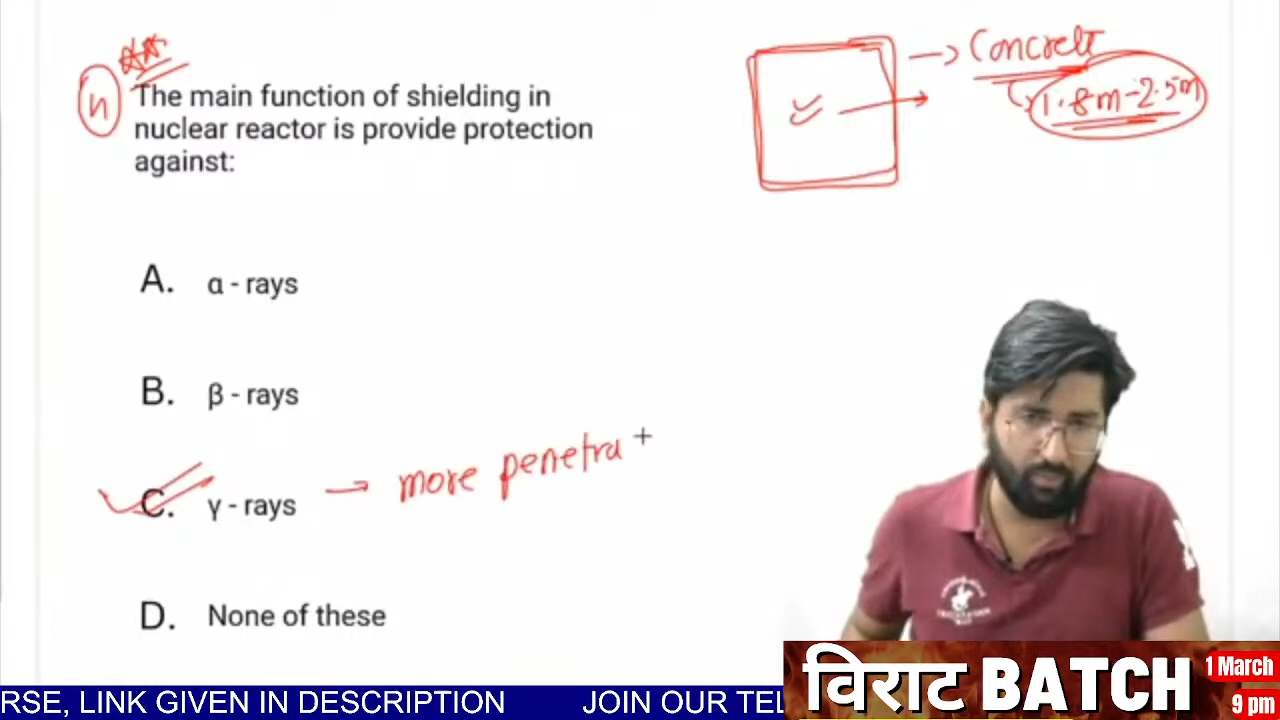 n
The main function of shielding in
nuclear reactor is provide protection
against:
→ Concrete
1.8m-2.5m
A. α - rays
B. β - rays
C. γ - rays → more penetra
D. None of these
विराट BATCH
1 March
9 pm
RSE, LINK GIVEN IN DESCRIPTION JOIN OUR TEL